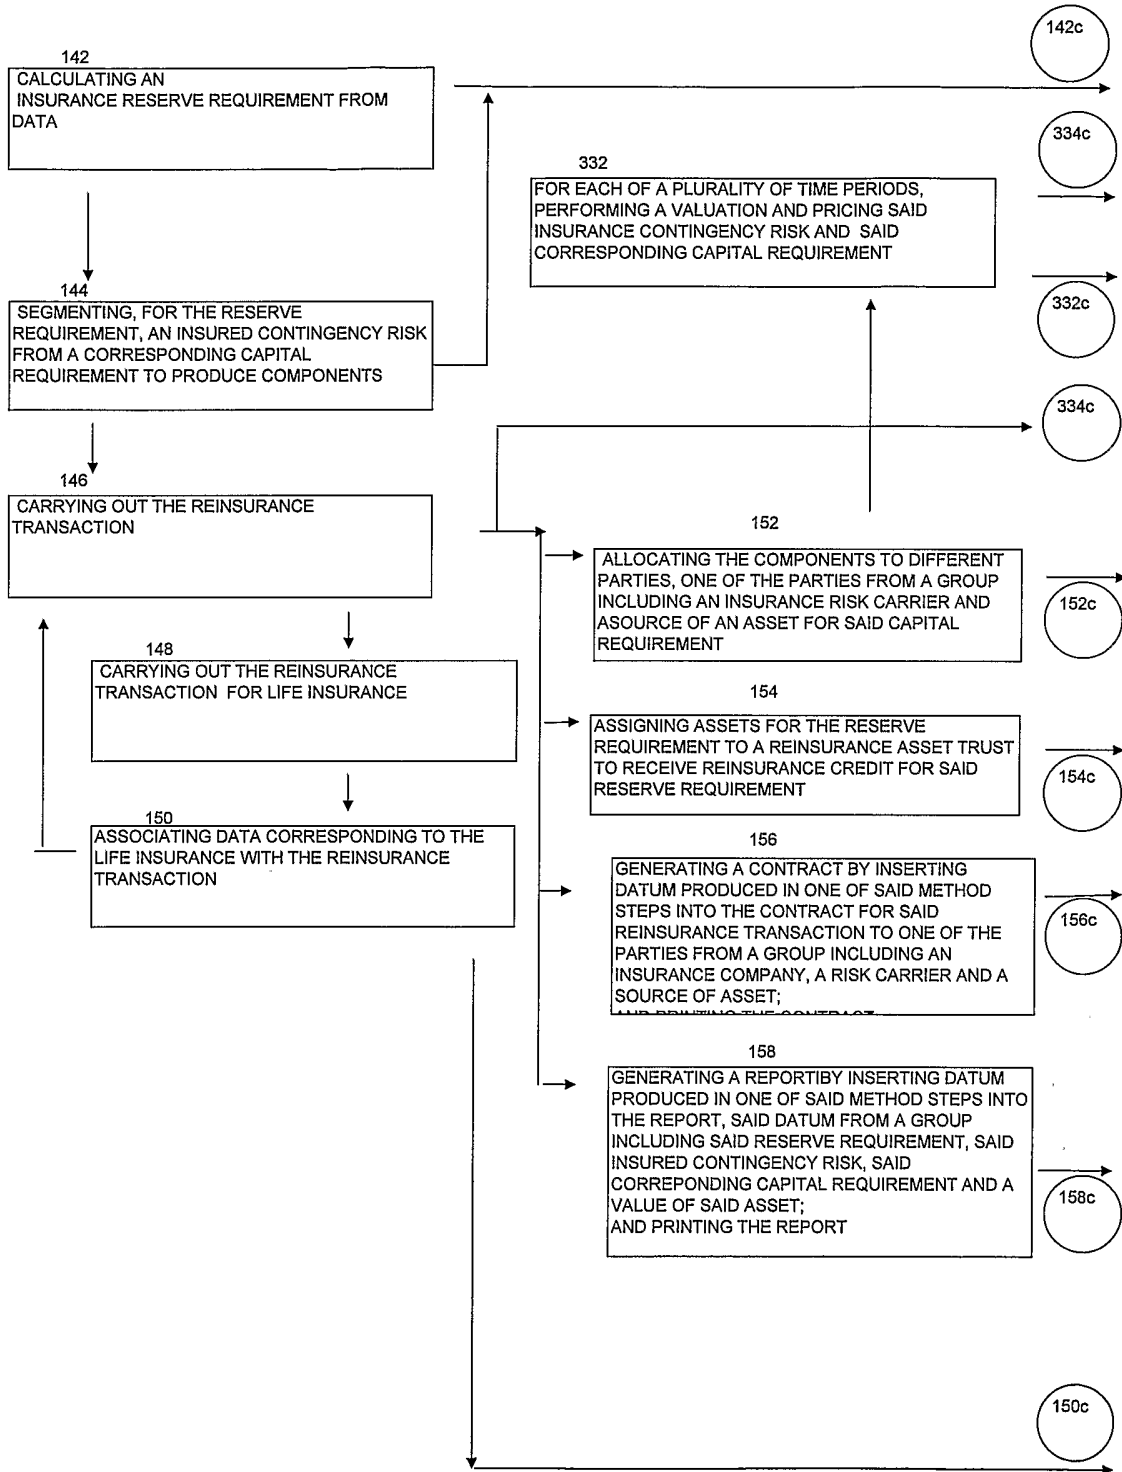 142c
142
CALCULATING AN
INSURANCE RESERVE REQUIREMENT FROM
DATA
334c
332
FOR EACH OF A PLURALITY OF TIME PERIODS,
PERFORMING A VALUATION AND PRICING SAID
INSURANCE CONTINGENCY RISK AND SAID
CORRESPONDING CAPITAL REQUIREMENT
332c
144
SEGMENTING, FOR THE RESERVE
REQUIREMENT, AN INSURED CONTINGENCY RISK
FROM A CORRESPONDING CAPITAL
REQUIREMENT TO PRODUCE COMPONENTS
334c
146
CARRYING OUT THE REINSURANCE
TRANSACTION
152
ALLOCATING THE COMPONENTS TO DIFFERENT
PARTIES, ONE OF THE PARTIES FROM A GROUP
INCLUDING AN INSURANCE RISK CARRIER AND
ASOURCE OF AN ASSET FOR SAID CAPITAL
REQUIREMENT
152c
148
CARRYING OUT THE REINSURANCE
TRANSACTION FOR LIFE INSURANCE
154
ASSIGNING ASSETS FOR THE RESERVE
REQUIREMENT TO A REINSURANCE ASSET TRUST
TO RECEIVE REINSURANCE CREDIT FOR SAID
RESERVE REQUIREMENT
154c
150
ASSOCIATING DATA CORRESPONDING TO THE
LIFE INSURANCE WITH THE REINSURANCE
TRANSACTION
156
GENERATING A CONTRACT BY INSERTING
DATUM PRODUCED IN ONE OF SAID METHOD
STEPS INTO THE CONTRACT FOR SAID
REINSURANCE TRANSACTION TO ONE OF THE
PARTIES FROM A GROUP INCLUDING AN
INSURANCE COMPANY, A RISK CARRIER AND A
SOURCE OF ASSET;
AND PRINTING THE CONTRACT
156c
158
GENERATING A REPORTIBY INSERTING DATUM
PRODUCED IN ONE OF SAID METHOD STEPS INTO
THE REPORT, SAID DATUM FROM A GROUP
INCLUDING SAID RESERVE REQUIREMENT, SAID
INSURED CONTINGENCY RISK, SAID
CORREPONDING CAPITAL REQUIREMENT AND A
VALUE OF SAID ASSET;
AND PRINTING THE REPORT
158c
150c